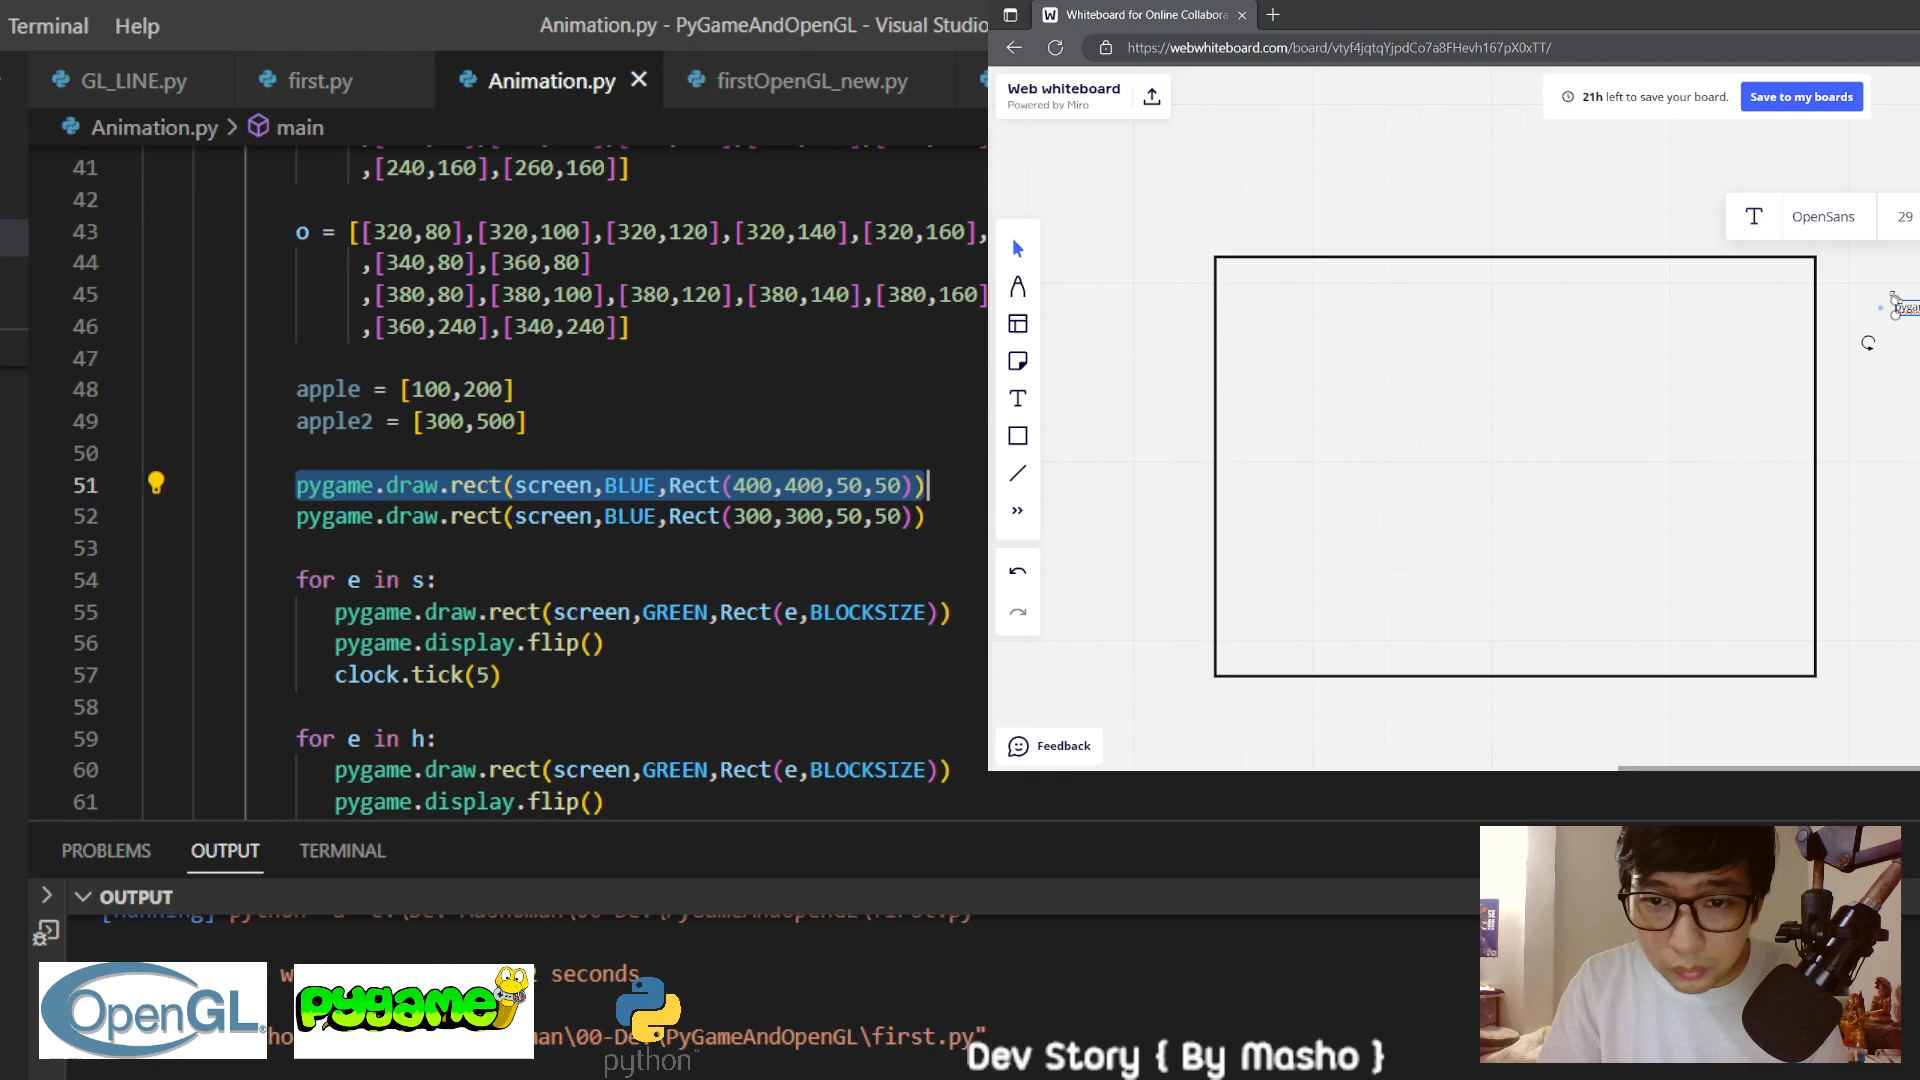 Terminal Help
Animation.py - PyGameAndOpenGL - Visual Studio
GL_LINE.py first.py Animation.py firstOpenGL_new.py
Animation.py > main
41 ,[240,160],[260,160]]
42
43 o = [[320,80],[320,100],[320,120],[320,140],[320,160],
44 ,[340,80],[360,80]
45 ,[380,80],[380,100],[380,120],[380,140],[380,160]
46 ,[360,240],[340,240]]
47
48 apple = [100,200]
49 apple2 = [300,500]
50
51 pygame.draw.rect(screen,BLUE,Rect(400,400,50,50))
52 pygame.draw.rect(screen,BLUE,Rect(300,300,50,50))
53
54 for e in s:
55 pygame.draw.rect(screen,GREEN,Rect(e,BLOCKSIZE))
56 pygame.display.flip()
57 clock.tick(5)
58
59 for e in h:
60 pygame.draw.rect(screen,GREEN,Rect(e,BLOCKSIZE))
61 pygame.display.flip()
PROBLEMS OUTPUT TERMINAL
OUTPUT
seconds
PyGameAndOpenGL\first.py"
OpenGL
pygame
python
Dev Story { By Masho }
Whiteboard for Online Collabora
https://webwhiteboard.com/board/vtyf4jqtqYjpdCo7a8FHevh167pX0xTT/
Web whiteboard
Powered by Miro
21h left to save your board.
Save to my boards
OpenSans 29
Feedback